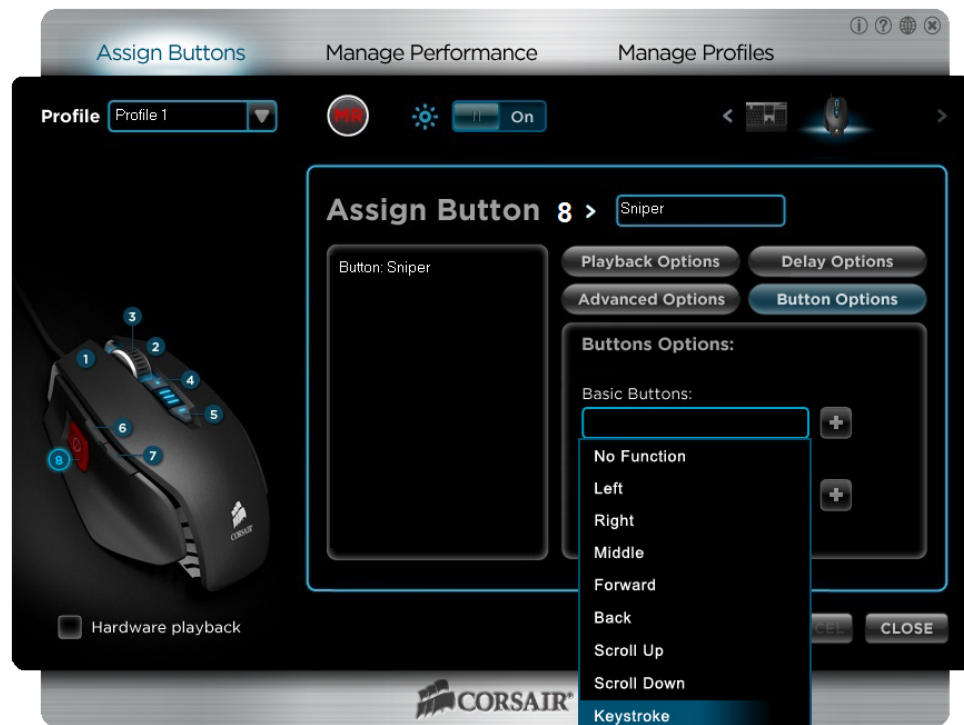 Assign Buttons
Manage Performance
Manage Profiles
Profile
Profile 1
MR
On
Assign Button 8 >
Sniper
Button: Sniper
Playback Options
Delay Options
Advanced Options
Button Options
Buttons Options:
Basic Buttons:
No Function
Left
Right
Middle
Forward
Back
Scroll Up
Scroll Down
Keystroke
1
2
3
4
5
6
7
8
CORSAIR
Hardware playback
CLOSE
CORSAIR®